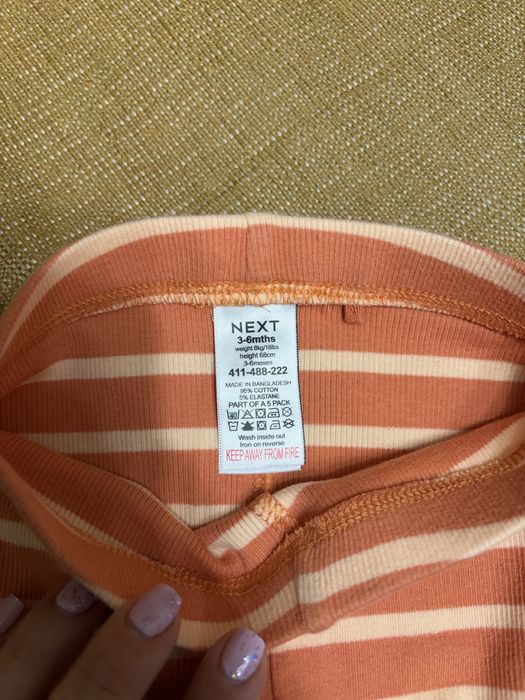 NEXT
3-6mths
weight 8kg/18lbs
height 68cm
3-6meses
411-488-222
MADE IN BANGLADESH
95% COTTON
5% ELASTANE
PART OF A 5 PACK
Wash inside out
Iron on reverse
KEEP AWAY FROM FIRE